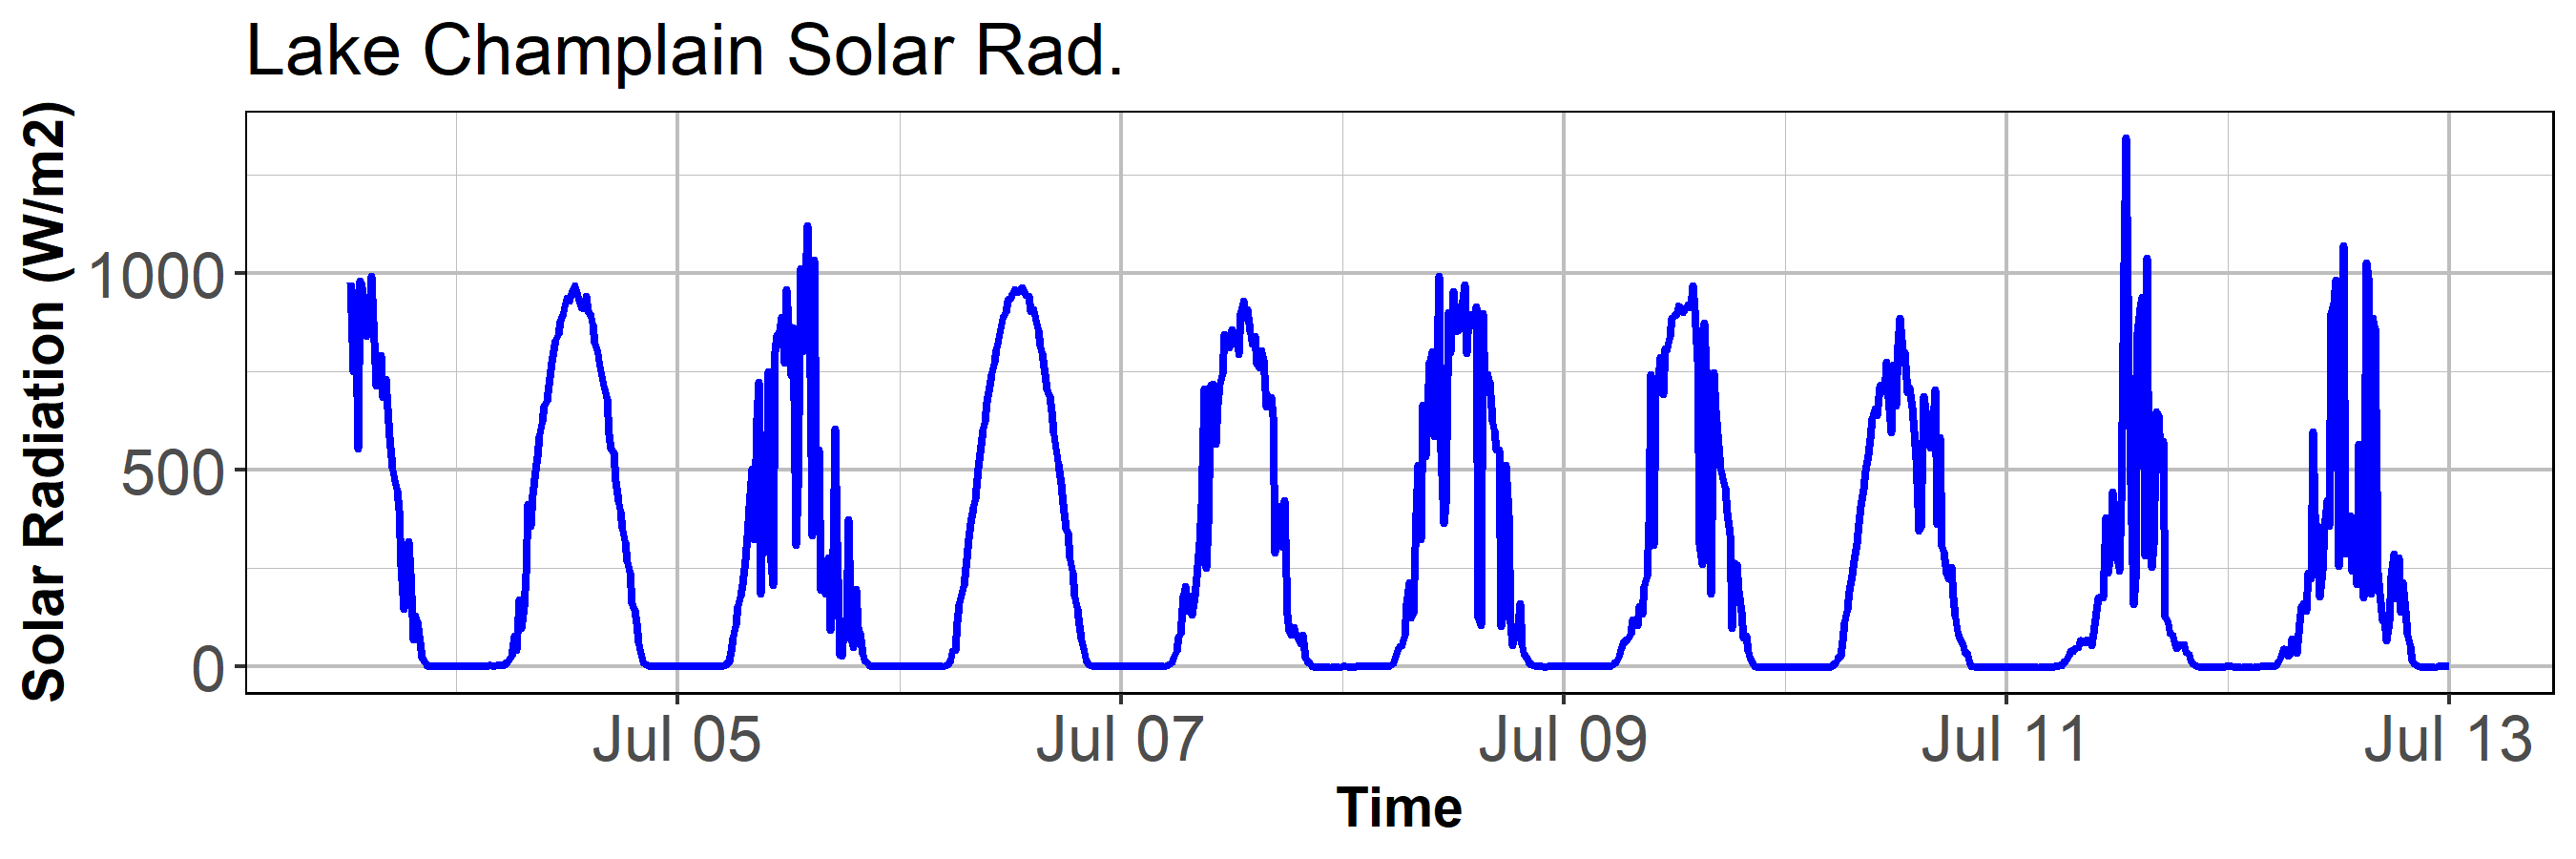 Lake Champlain Solar Rad.
Solar Radiation (W/m2)
1000
500
0
Jul 05 Jul 07 Jul 09 Jul 11 Jul 13
Time